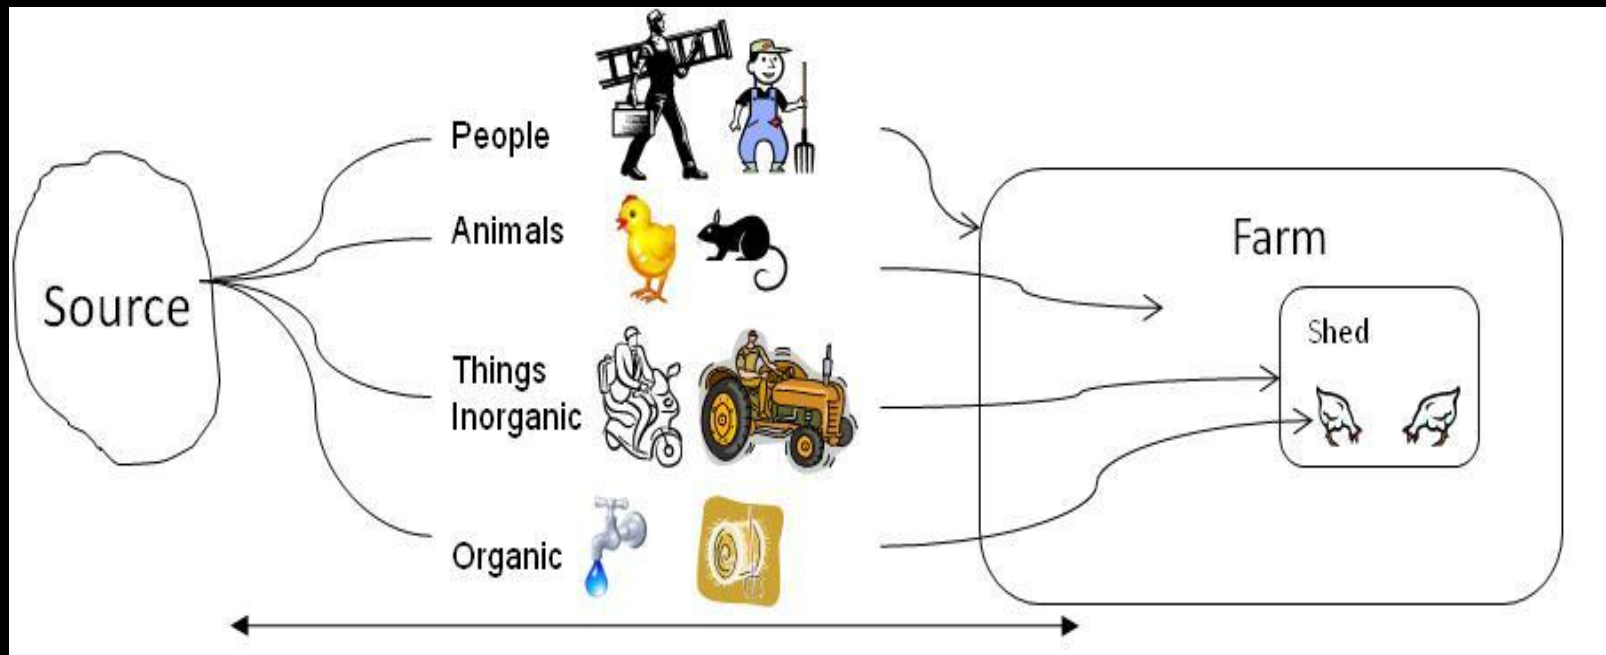 Source
People
Animals
Things
Inorganic
Organic
Farm
Shed